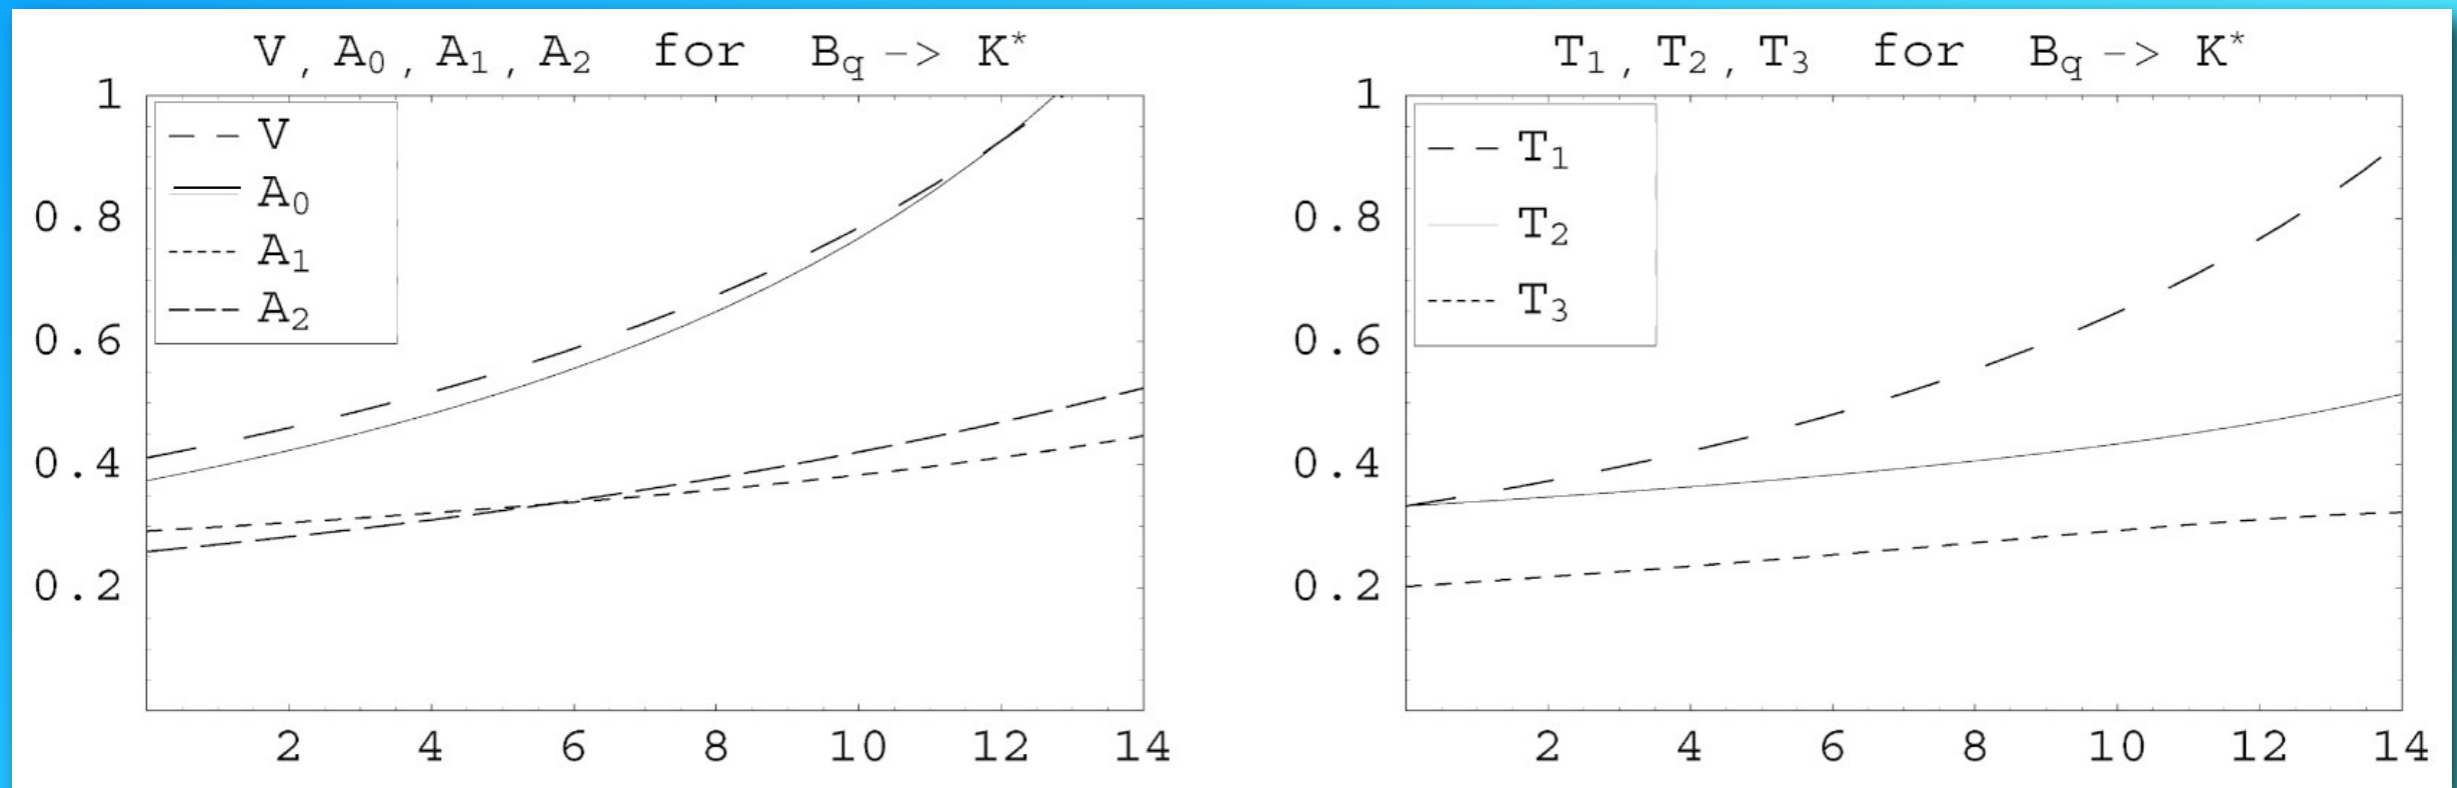 V, A₀, A₁, A₂ for B_q -> K*
1
0.8
0.6
0.4
0.2
V
A₀
A₁
A₂
2 4 6 8 10 12 14
T₁, T₂, T₃ for B_q -> K*
1
0.8
0.6
0.4
0.2
T₁
T₂
T₃
2 4 6 8 10 12 14